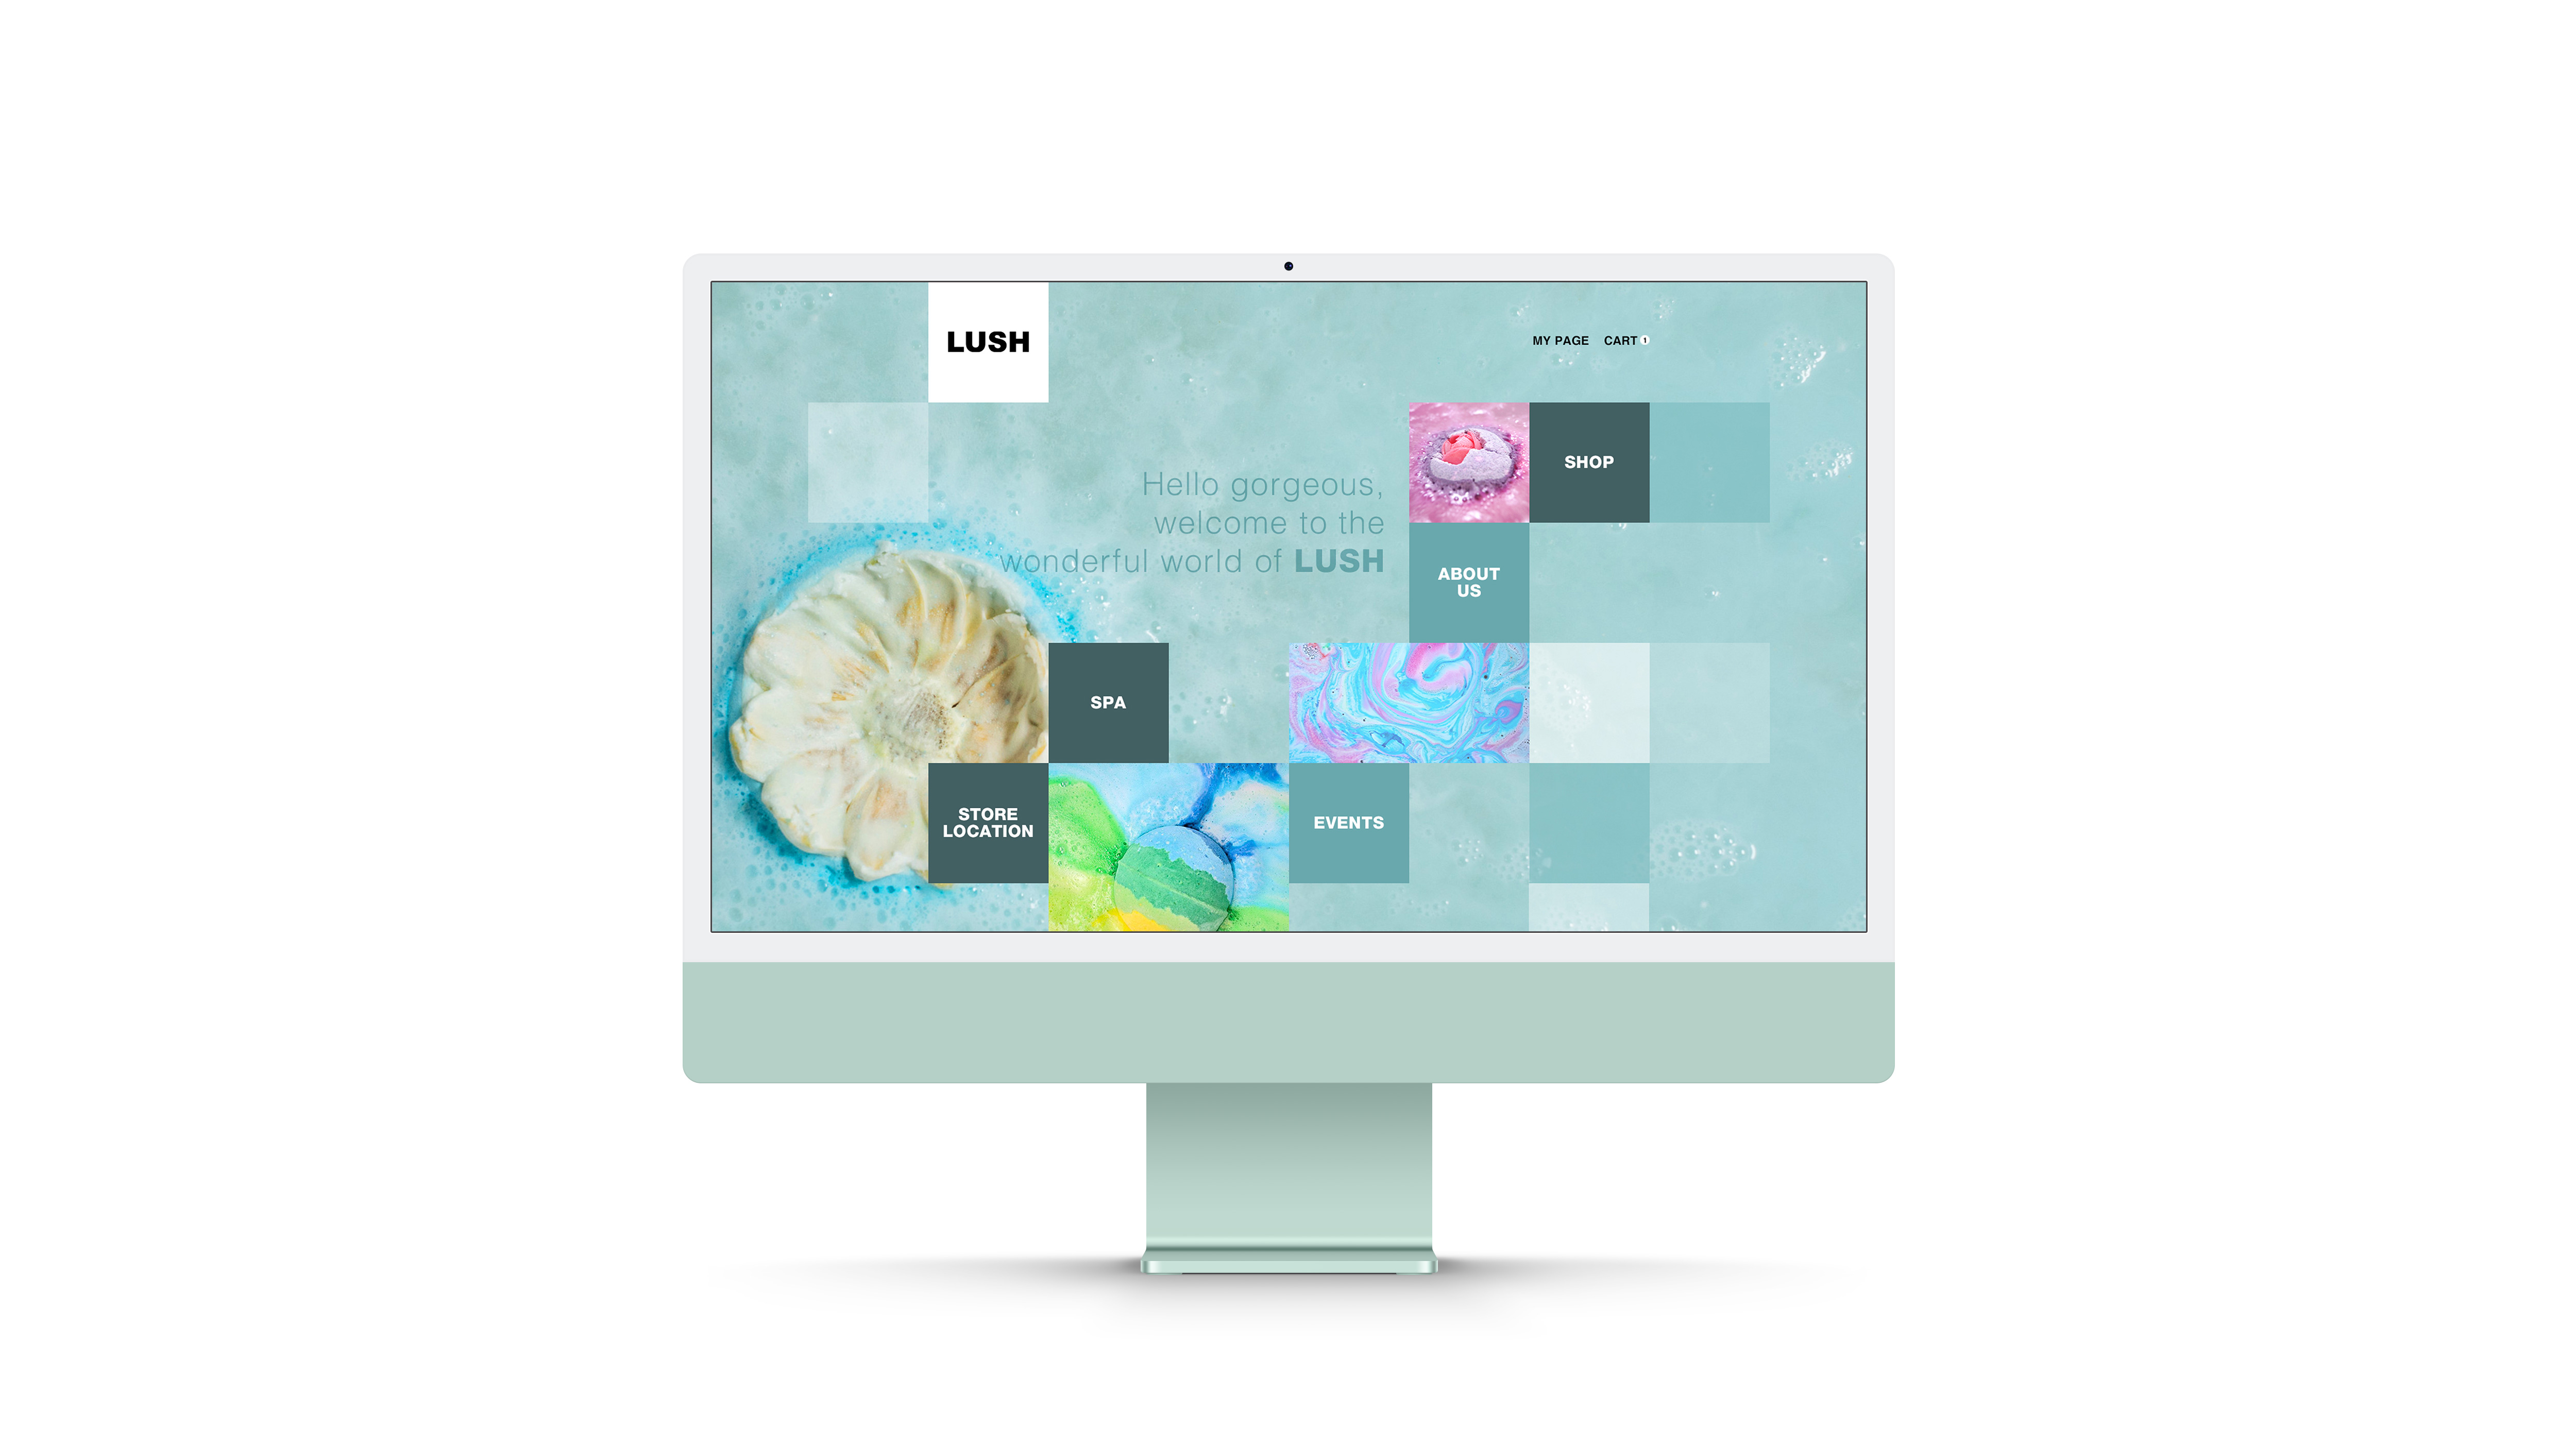 LUSH
MY PAGE CART 1
SHOP
Hello gorgeous,
welcome to the
wonderful world of LUSH
ABOUT
US
SPA
STORE
LOCATION
EVENTS